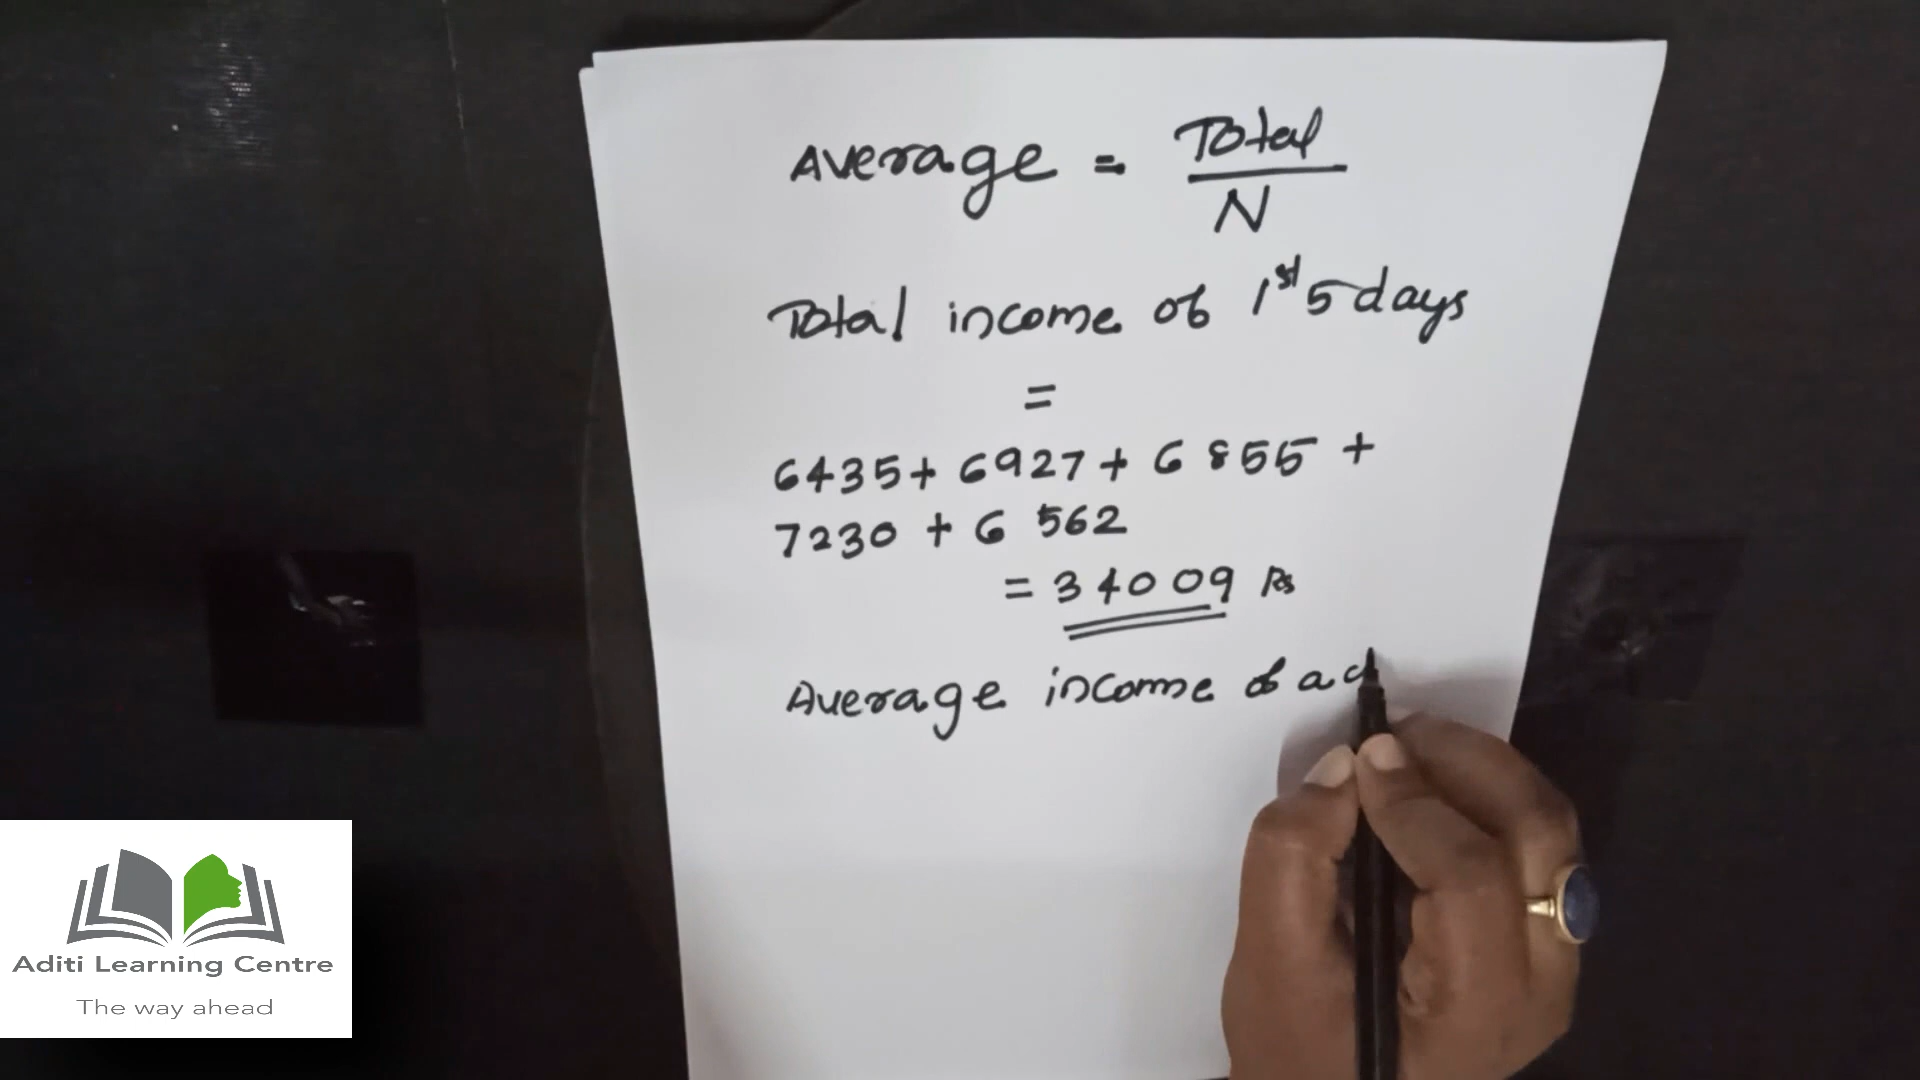 Average = Total
N
Total income of 1st 5 days
=
6435 + 6927 + 6855 +
7230 + 6562
= 34009 Rs
Average income of a d
Aditi Learning Centre
The way ahead